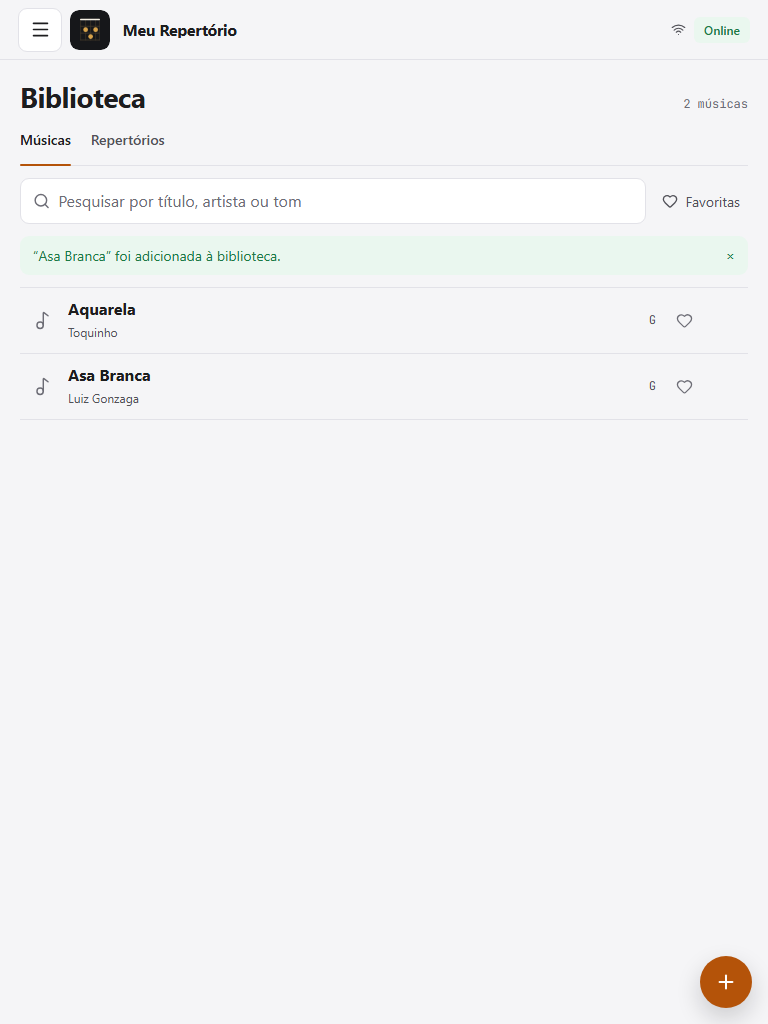 Meu Repertório
Online
Biblioteca
2 músicas
Músicas
Repertórios
Pesquisar por título, artista ou tom
Favoritas
“Asa Branca” foi adicionada à biblioteca.
×
Aquarela
Toquinho
G
Asa Branca
Luiz Gonzaga
G